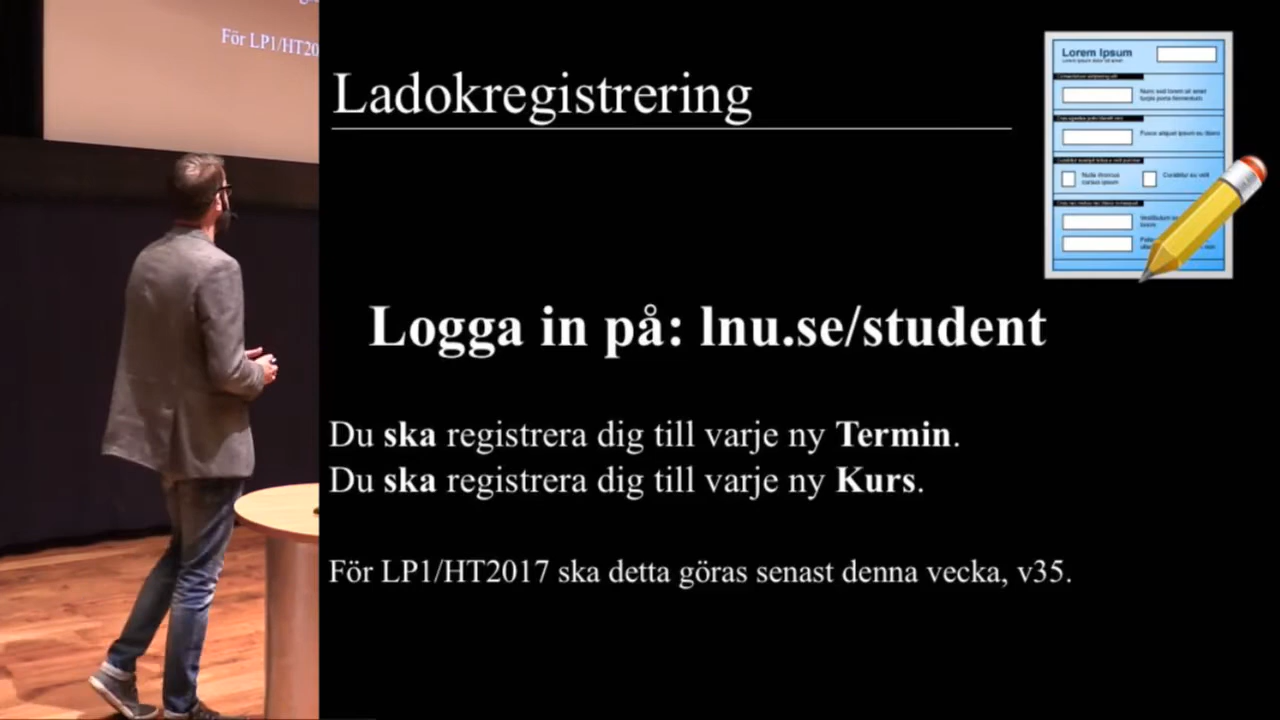 För LP1/HT20
Ladokregistrering
Lorem Ipsum
Logga in på: lnu.se/student
Du ska registrera dig till varje ny Termin.
Du ska registrera dig till varje ny Kurs.
För LP1/HT2017 ska detta göras senast denna vecka, v35.